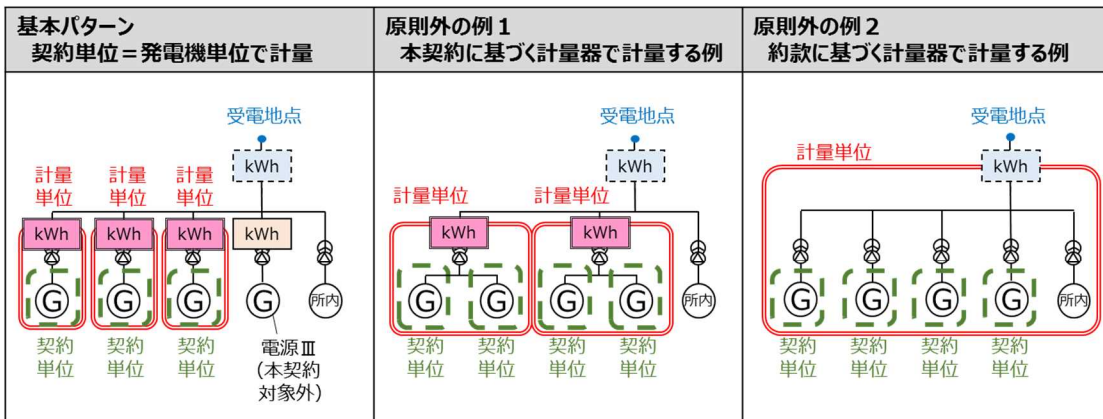 基本パターン
契約単位＝発電機単位で計量
受電地点
kWh
計量
単位
計量
単位
計量
単位
kWh
kWh
kWh
kWh
G
G
G
G
所内
契約
単位
契約
単位
契約
単位
電源Ⅲ
（本契約
対象外）
原則外の例１
本契約に基づく計量器で計量する例
受電地点
kWh
計量単位
計量単位
kWh
kWh
G
G
G
G
所内
契約
単位
契約
単位
契約
単位
契約
単位
原則外の例２
約款に基づく計量器で計量する例
受電地点
計量単位
kWh
G
G
G
G
所内
契約
単位
契約
単位
契約
単位
契約
単位